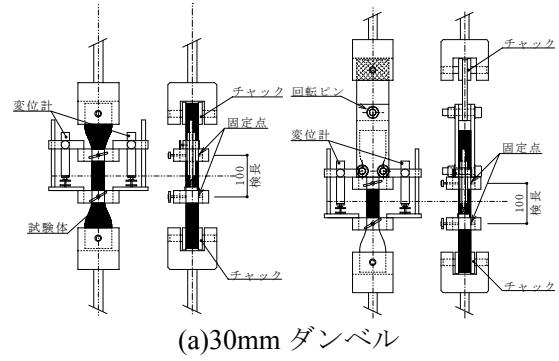 チャック
変位計
固定点
100
検長
試験体
チャック
チャック
回転ピン
変位計
固定点
100
検長
チャック
(a)30mm ダンベル